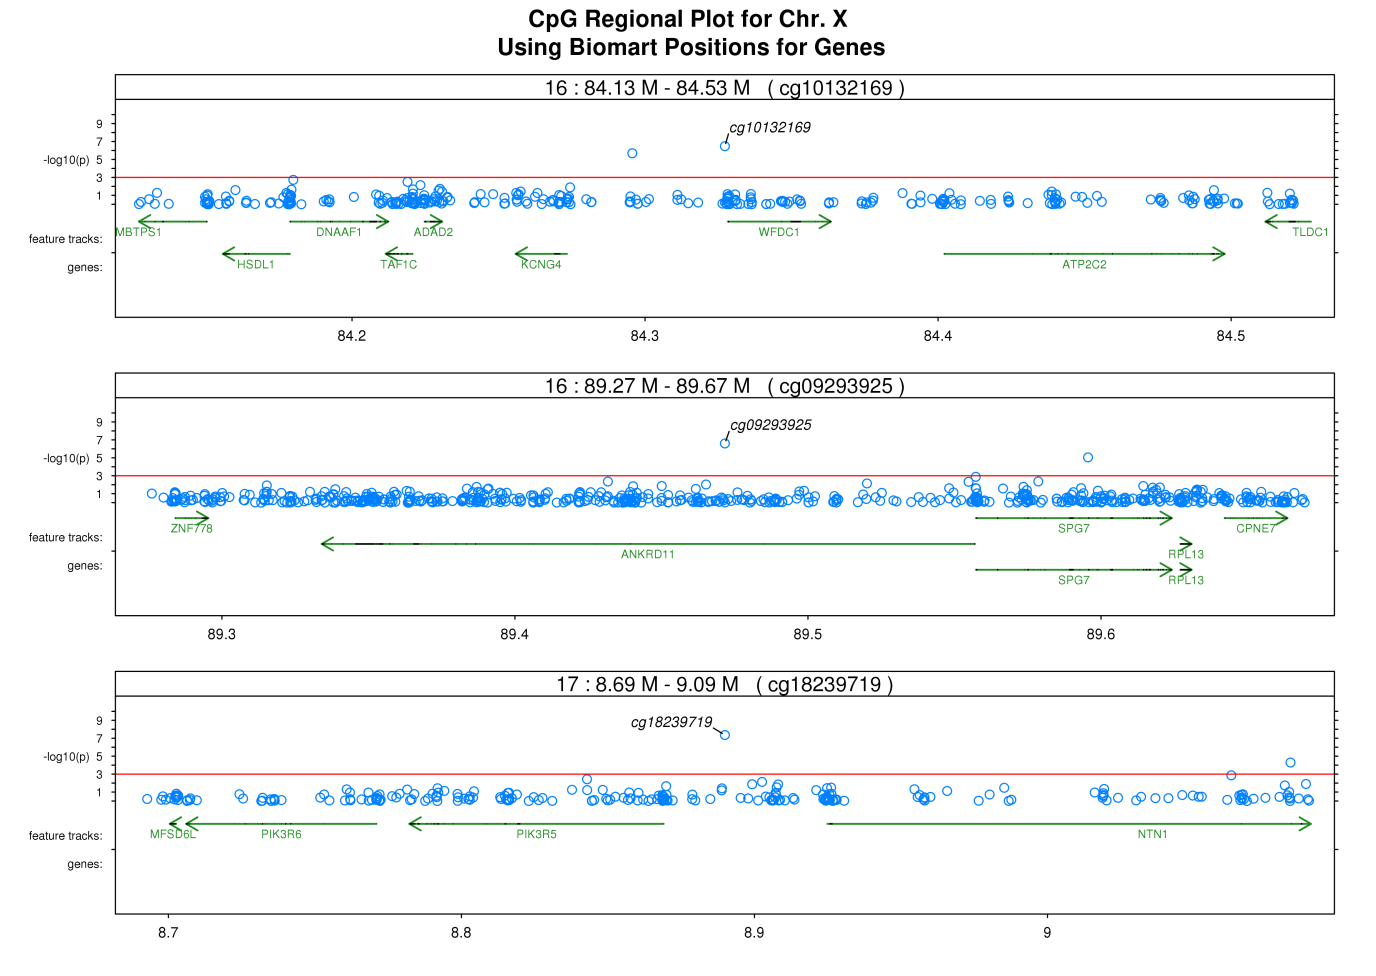 CpG Regional Plot for Chr. X
Using Biomart Positions for Genes
16 : 84.13 M - 84.53 M ( cg10132169 )
9
7
-log10(p) 5
3
1
cg10132169
MBTPS1 DNAAF1 ADAD2 WFDC1 TLDC1
feature tracks:
HSDL1 TAF1C KCNG4 ATP2C2
genes:
84.2 84.3 84.4 84.5
16 : 89.27 M - 89.67 M ( cg09293925 )
9
7
-log10(p) 5
3
1
cg09293925
ZNF778 SPG7 CPNE7
feature tracks:
ANKRD11 RPL13
genes:
SPG7 RPL13
89.3 89.4 89.5 89.6
17 : 8.69 M - 9.09 M ( cg18239719 )
9
7
-log10(p) 5
3
1
cg18239719
MFSD6L PIK3R6 PIK3R5 NTN1
feature tracks:
genes:
8.7 8.8 8.9 9